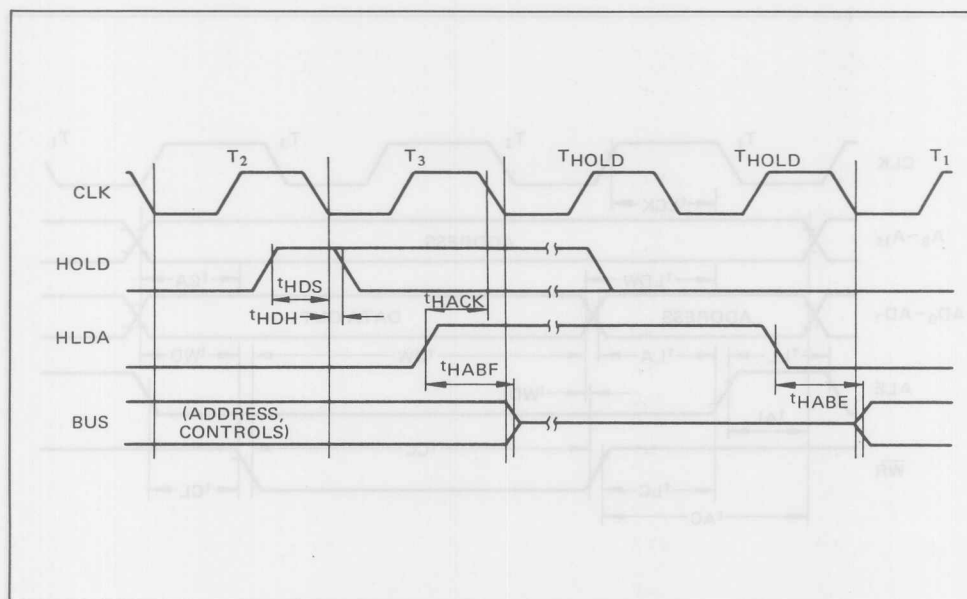 T₂ T₃ THOLD THOLD T₁
CLK
HOLD
tHDS
tHDH
tHACK
HLDA
tHABF
tHABE
BUS
(ADDRESS, CONTROLS)